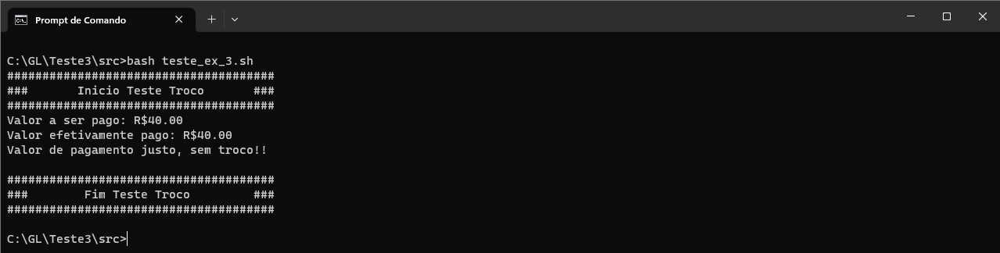 Prompt de Comando
C:\GL\Teste3\src>bash teste_ex_3.sh
######################################
###       Inicio Teste Troco       ###
######################################
Valor a ser pago: R$40.00
Valor efetivamente pago: R$40.00
Valor de pagamento justo, sem troco!!
######################################
###        Fim Teste Troco         ###
######################################
C:\GL\Teste3\src>